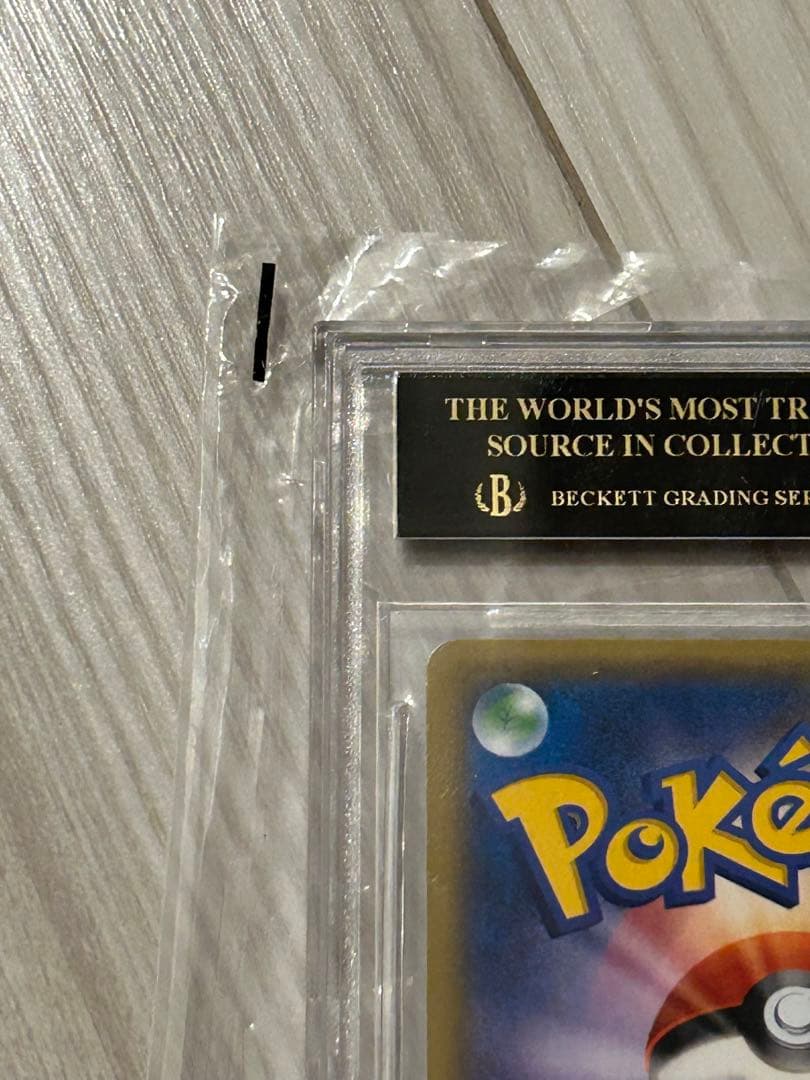 THE WORLD'S MOST TR
SOURCE IN COLLECT
B BECKETT GRADING SER
POKé